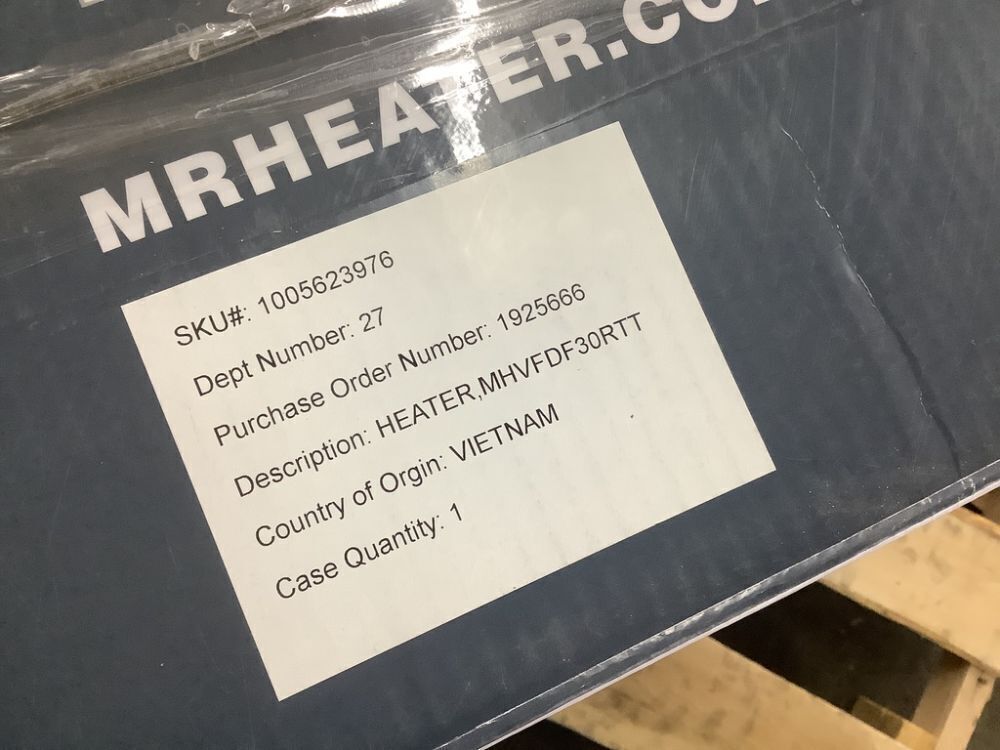 MRHEATER.CO
SKU#: 1005623976
Dept Number: 27
Purchase Order Number: 1925666
Description: HEATER,MHVFDF30RTT
Country of Orgin: VIETNAM
Case Quantity: 1